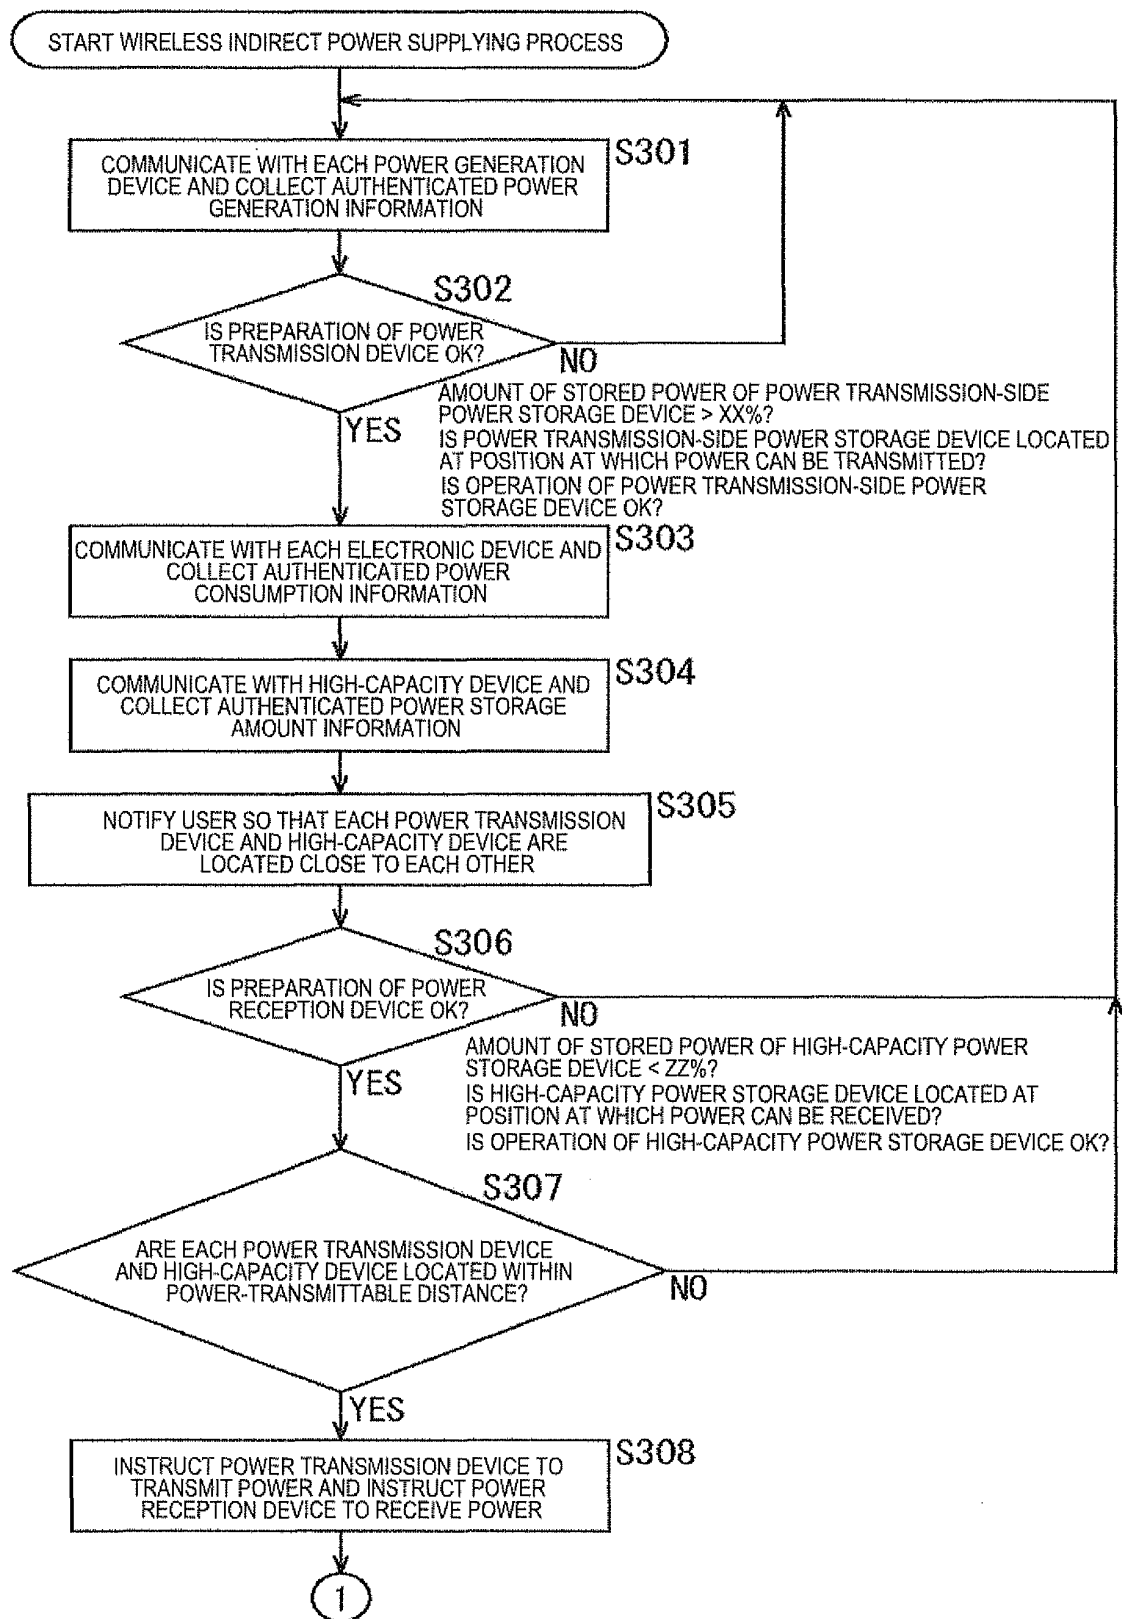 START WIRELESS INDIRECT POWER SUPPLYING PROCESS
S301
COMMUNICATE WITH EACH POWER GENERATION
DEVICE AND COLLECT AUTHENTICATED POWER
GENERATION INFORMATION
S302
IS PREPARATION OF POWER
TRANSMISSION DEVICE OK?
NO
YES
AMOUNT OF STORED POWER OF POWER TRANSMISSION-SIDE
POWER STORAGE DEVICE > XX%?
IS POWER TRANSMISSION-SIDE POWER STORAGE DEVICE LOCATED
AT POSITION AT WHICH POWER CAN BE TRANSMITTED?
IS OPERATION OF POWER TRANSMISSION-SIDE POWER
STORAGE DEVICE OK?
S303
COMMUNICATE WITH EACH ELECTRONIC DEVICE AND
COLLECT AUTHENTICATED POWER
CONSUMPTION INFORMATION
S304
COMMUNICATE WITH HIGH-CAPACITY DEVICE AND
COLLECT AUTHENTICATED POWER STORAGE
AMOUNT INFORMATION
S305
NOTIFY USER SO THAT EACH POWER TRANSMISSION
DEVICE AND HIGH-CAPACITY DEVICE ARE
LOCATED CLOSE TO EACH OTHER
S306
IS PREPARATION OF POWER
RECEPTION DEVICE OK?
NO
YES
AMOUNT OF STORED POWER OF HIGH-CAPACITY POWER
STORAGE DEVICE < ZZ%?
IS HIGH-CAPACITY POWER STORAGE DEVICE LOCATED AT
POSITION AT WHICH POWER CAN BE RECEIVED?
IS OPERATION OF HIGH-CAPACITY POWER STORAGE DEVICE OK?
S307
ARE EACH POWER TRANSMISSION DEVICE
AND HIGH-CAPACITY DEVICE LOCATED WITHIN
POWER-TRANSMITTABLE DISTANCE?
NO
YES
S308
INSTRUCT POWER TRANSMISSION DEVICE TO
TRANSMIT POWER AND INSTRUCT POWER
RECEPTION DEVICE TO RECEIVE POWER
1